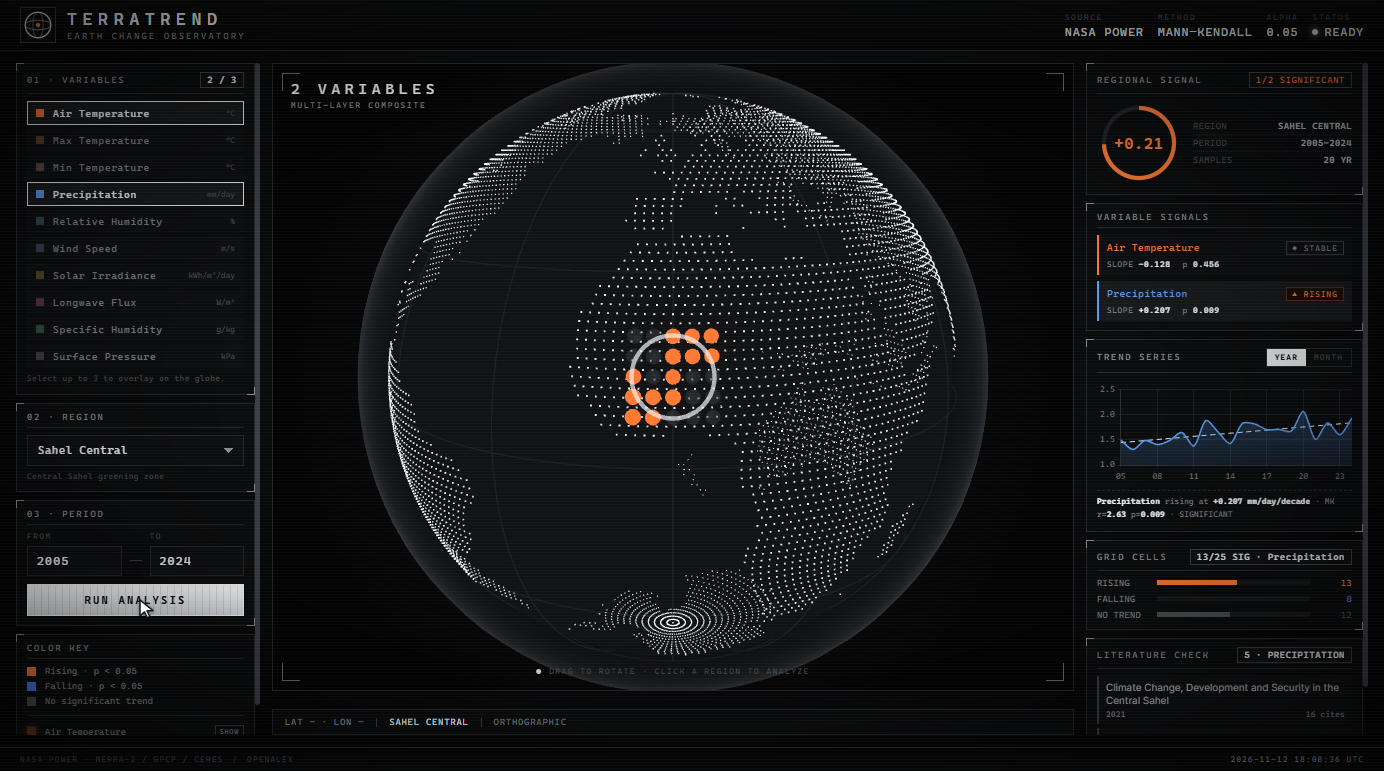 TERRATREND
EARTH CHANGE OBSERVATORY
SOURCE METHOD ALPHA STATUS
NASA POWER MANN-KENDALL 0.05 READY
01 · VARIABLES 2 / 3
Air Temperature °C
Max Temperature °C
Min Temperature °C
Precipitation mm/day
Relative Humidity %
Wind Speed m/s
Solar Irradiance kWh/m²/day
Longwave Flux W/m²
Specific Humidity g/kg
Surface Pressure kPa
Select up to 3 to overlay on the globe.
02 · REGION
Sahel Central
Central Sahel greening zone
03 · PERIOD
FROM TO
2005 — 2024
RUN ANALYSIS
COLOR KEY
Rising · p < 0.05
Falling · p < 0.05
No significant trend
Air Temperature SHOW
2 VARIABLES
MULTI-LAYER COMPOSITE
DRAG TO ROTATE · CLICK A REGION TO ANALYZE
LAT — · LON — | SAHEL CENTRAL | ORTHOGRAPHIC
REGIONAL SIGNAL 1/2 SIGNIFICANT
+0.21
REGION SAHEL CENTRAL
PERIOD 2005–2024
SAMPLES 20 YR
VARIABLE SIGNALS
Air Temperature ◆ STABLE
SLOPE −0.128 p 0.456
Precipitation ▲ RISING
SLOPE +0.207 p 0.009
TREND SERIES YEAR MONTH
2.5
2.0
1.5
1.0
05 08 11 14 17 20 23
Precipitation rising at +0.207 mm/day/decade · MK
z=2.63 p=0.009 · SIGNIFICANT
GRID CELLS 13/25 SIG · Precipitation
RISING 13
FALLING 0
NO TREND 12
LITERATURE CHECK 5 · PRECIPITATION
Climate Change, Development and Security in the
Central Sahel
2021 16 cites
NASA POWER · MERRA-2 / GPCP / CERES / OPENALEX
2026-11-12 18:08:36 UTC